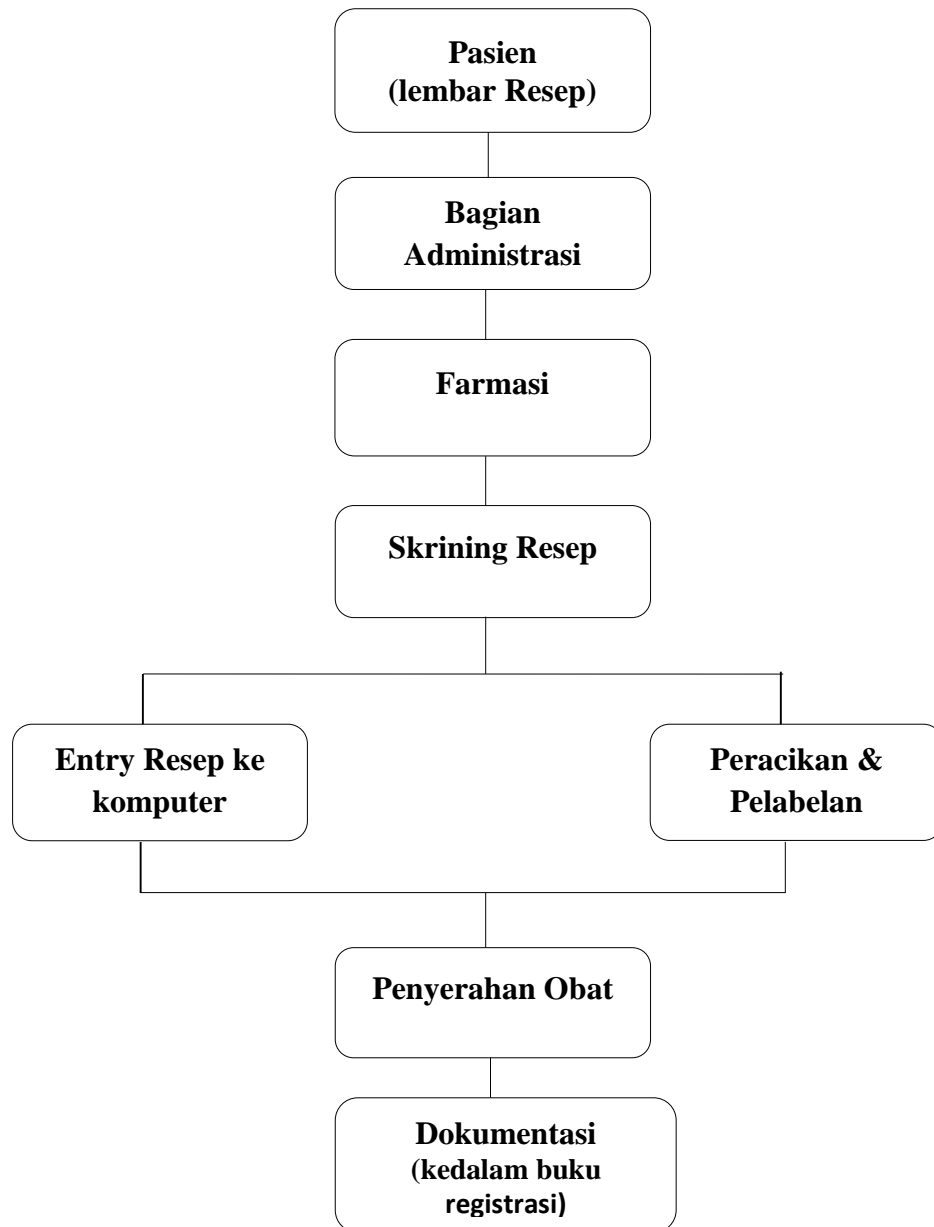 Pasien
(lembar Resep)
Bagian
Administrasi
Farmasi
Skrining Resep
Entry Resep ke
komputer
Peracikan &
Pelabelan
Penyerahan Obat
Dokumentasi
(kedalam buku
registrasi)